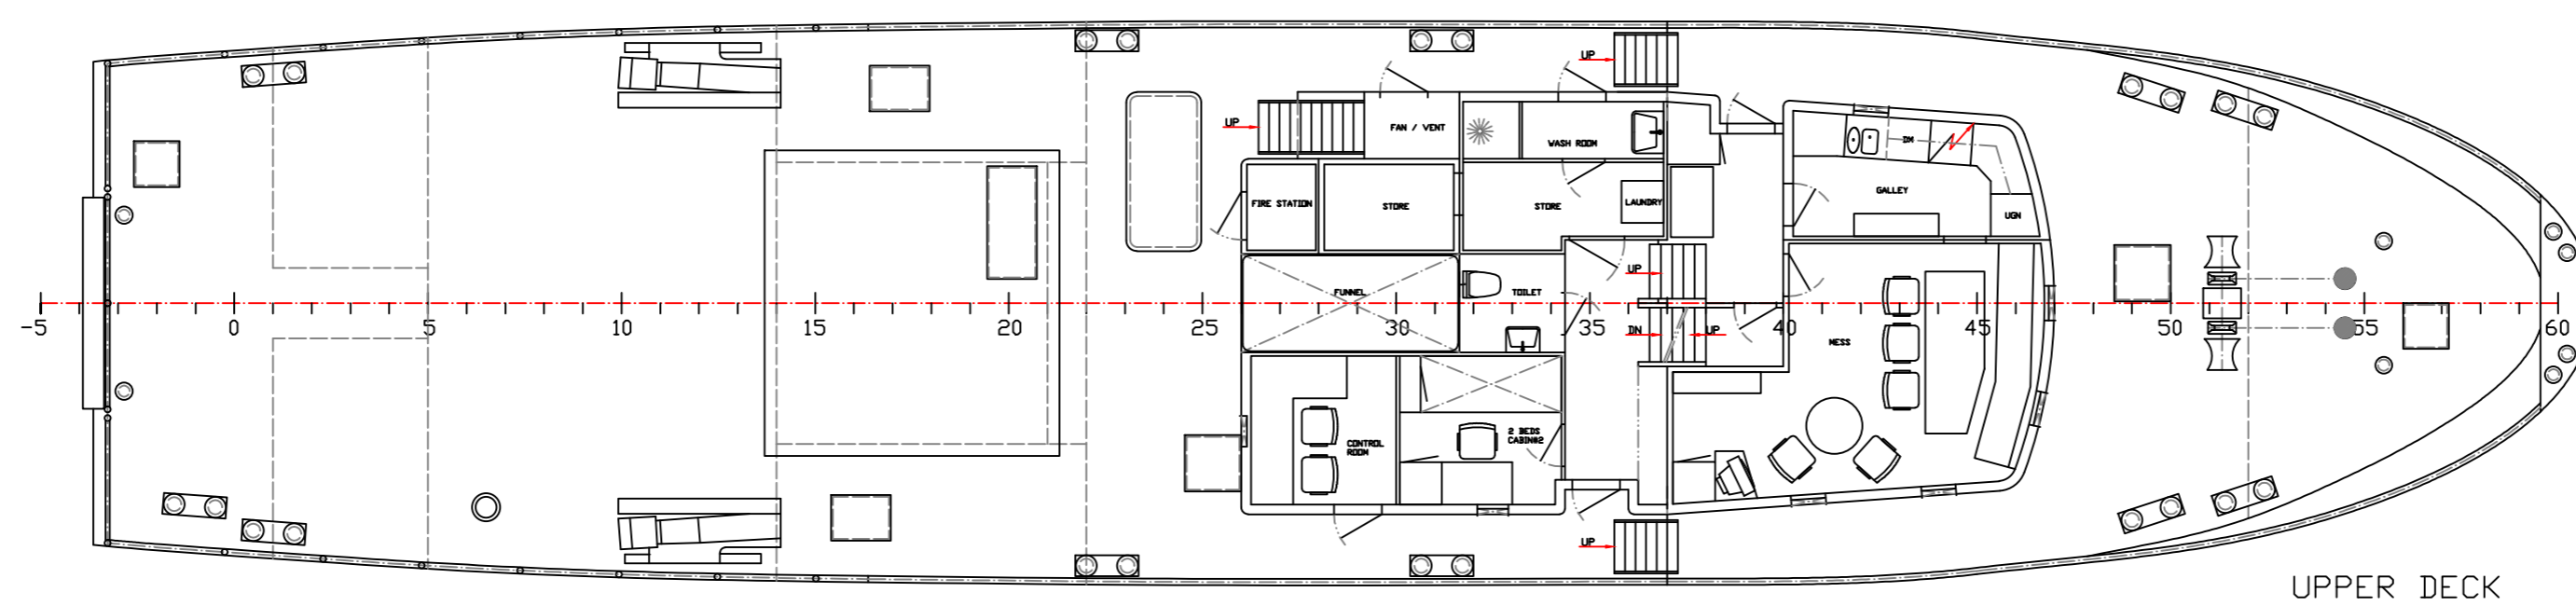 UP
UP
FAN / VENT
WASH ROOM
DW
GALLEY
FIRE STATION
STORE
STORE
LAUNDRY
UGN
UP
FUNNEL
TOILET
-5 0 5 10 15 20 25 30 35 40 45 50 55 60
DN
UP
MESS
CONTROL
ROOM
2 BEDS
CABIN#2
UP
UPPER DECK